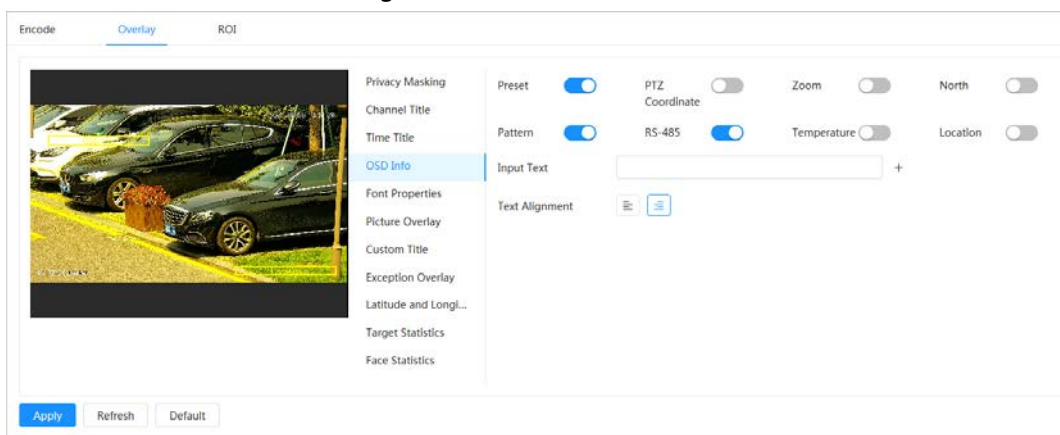 Encode Overlay ROI
Privacy Masking
Channel Title
Time Title
OSD Info
Font Properties
Picture Overlay
Custom Title
Exception Overlay
Latitude and Longi...
Target Statistics
Face Statistics
Preset PTZ Coordinate Zoom North
Pattern RS-485 Temperature Location
Input Text +
Text Alignment
Apply Refresh Default